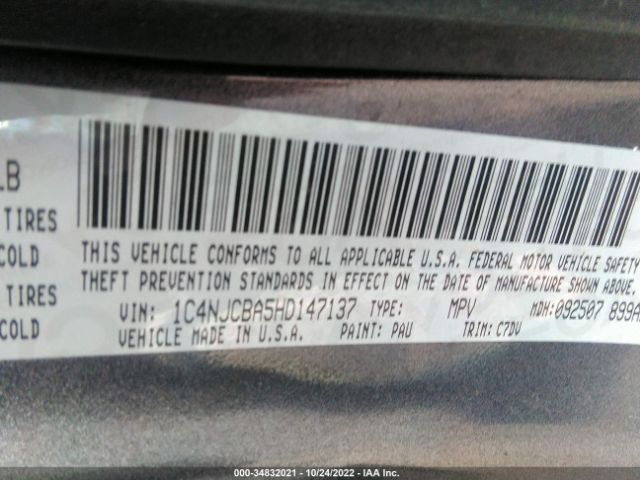 LB
TIRES
COLD
TIRES
COLD
THIS VEHICLE CONFORMS TO ALL APPLICABLE U.S.A. FEDERAL MOTOR VEHICLE SAFETY
THEFT PREVENTION STANDARDS IN EFFECT ON THE DATE OF MANUFACTURE SHOWN ABOVE.
VIN: 1C4NJCBA5HD147137 TYPE: MPV MDH:092507 899A
VEHICLE MADE IN U.S.A. PAINT: PAU TRIM: C7DV
000-34832021 - 10/24/2022 - IAA Inc.